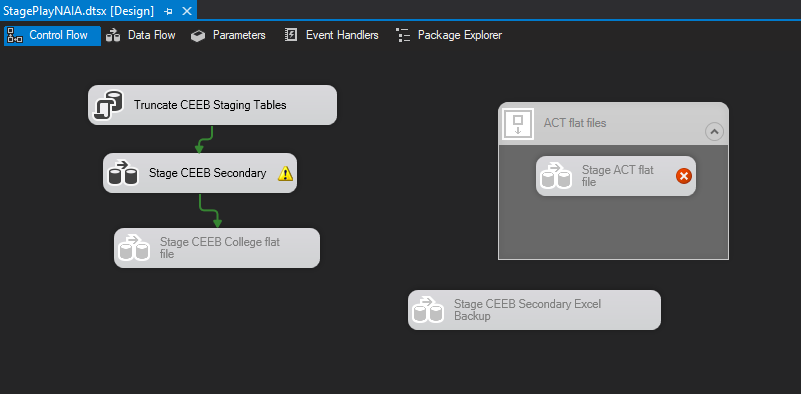 StagePlayNAIA.dtsx [Design]
Control Flow
Data Flow
Parameters
Event Handlers
Package Explorer
Truncate CEEB Staging Tables
Stage CEEB Secondary
Stage CEEB College flat
file
ACT flat files
Stage ACT flat
file
Stage CEEB Secondary Excel
Backup